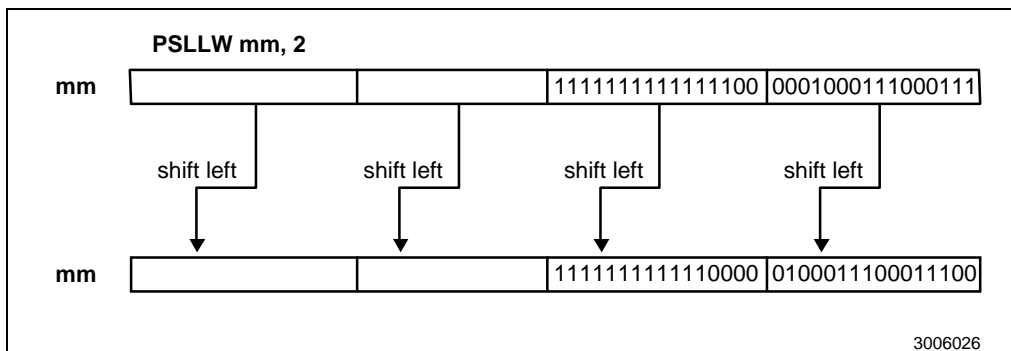 PSLLW mm, 2
mm 1111111111111100 0001000111000111
shift left shift left shift left shift left
mm 1111111111110000 0100011100011100
3006026